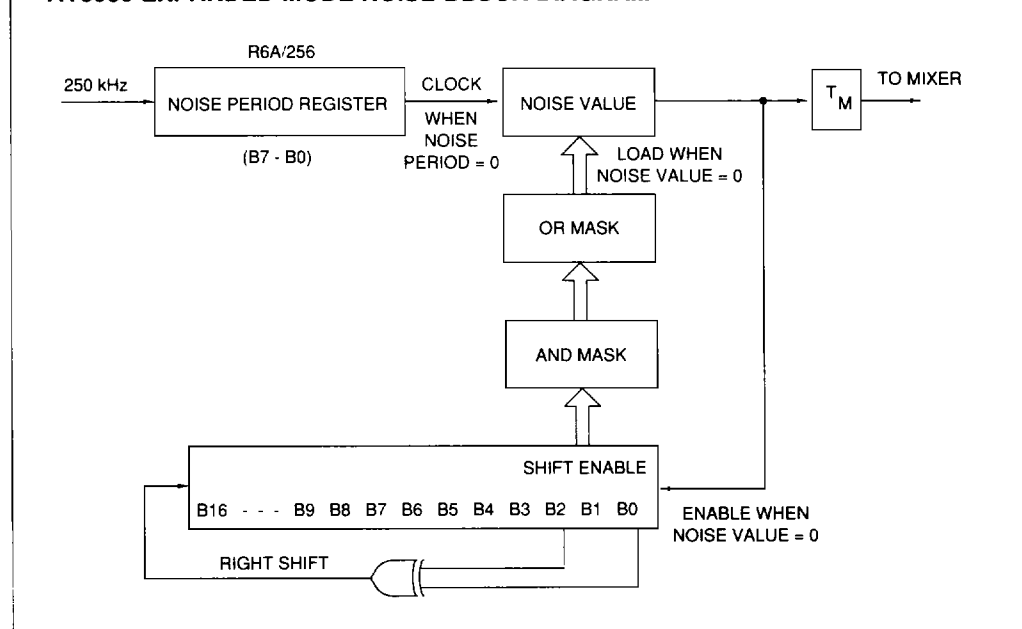 R6A/256
250 kHz
NOISE PERIOD REGISTER
(B7 - B0)
CLOCK
WHEN
NOISE
PERIOD = 0
NOISE VALUE
T M
TO MIXER
LOAD WHEN
NOISE VALUE = 0
OR MASK
AND MASK
SHIFT ENABLE
B16 - - - B9 B8 B7 B6 B5 B4 B3 B2 B1 B0
ENABLE WHEN
NOISE VALUE = 0
RIGHT SHIFT